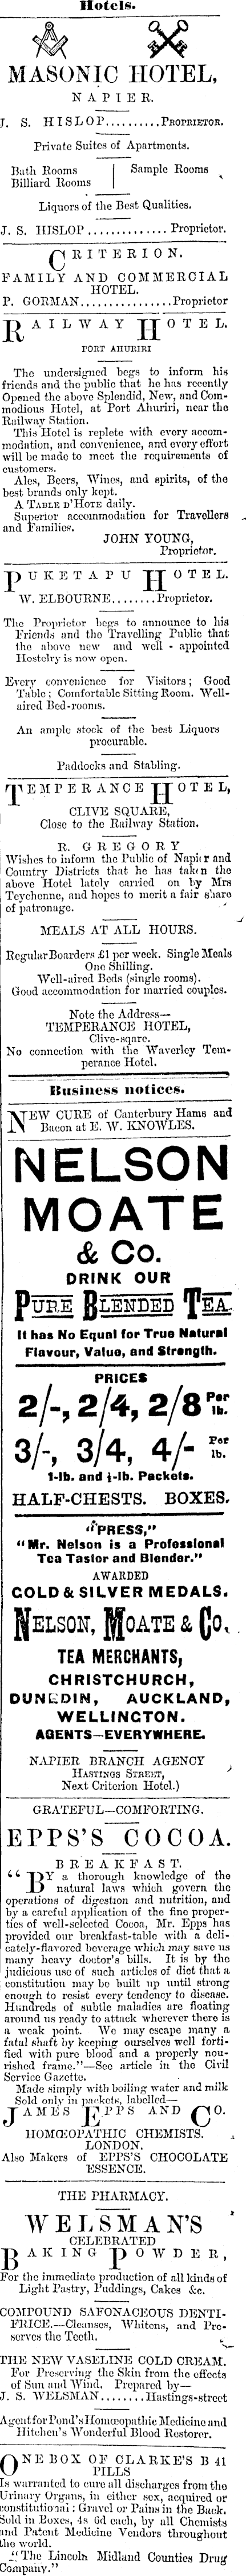 Hotels.
MASONIC HOTEL,
NAPIER.
J. S. HISLOP..........PROPRIETOR.
Private Suites of Apartments.
Bath Rooms
Billiard Rooms
Sample Rooms
Liquors of the Best Qualities.
J. S. HISLOP.............. Proprietor.
CRITERION.
FAMILY AND COMMERCIAL
HOTEL.
P. GORMAN................Proprietor
RAILWAY HOTEL.
PORT AHURIRI
The undersigned begs to inform his
friends and the public that he has recently
Opened the above Splendid, New, and Com-
modious Hotel, at Port Ahuriri, near the
Railway Station.
This Hotel is replete with every accom-
modation, and convenience, and every effort
will be made to meet the requirements of
customers.
Ales, Beers, Wines, and spirits, of the
best brands only kept.
A TABLE D'HOTE daily.
Superior accommodation for Travellers
and Families.
JOHN YOUNG,
Proprietor.
PUKETAPU HOTEL.
W. ELBOURNE........Proprietor.
The Proprietor begs to announce to his
Friends and the Travelling Public that
the above new and well - appointed
Hostelry is now open.
Every convenience for Visitors; Good
Table; Comfortable Sitting Room. Well-
aired Bed-rooms.
An ample stock of the best Liquors
procurable.
Paddocks and Stabling.
TEMPERANCE HOTEL,
CLIVE SQUARE,
Close to the Railway Station.
R. GREGORY
Wishes to inform the Public of Napier and
Country Districts that he has taken the
above Hotel lately carried on by Mrs
Teychenne, and hopes to merit a fair share
of patronage.
MEALS AT ALL HOURS.
Regular Boarders £1 per week. Single Meals
One Shilling.
Well-aired Beds (single rooms).
Good accommodation for married couples.
Note the Address—
TEMPERANCE HOTEL,
Clive-sqare.
No connection with the Waverley Tem-
perance Hotel.
Business notices.
NEW CURE of Canterbury Hams and
Bacon at E. W. KNOWLES.
NELSON
MOATE
& Co.
DRINK OUR
PURE BLENDED TEA
It has No Equal for True Natural
Flavour, Value, and Strength.
PRICES
2/-, 2/4, 2/8 Per lb.
3/-, 3/4, 4/- Per lb.
1-lb. and ½-lb. Packets.
HALF-CHESTS. BOXES.
"PRESS,"
"Mr. Nelson is a Professional
Tea Tastor and Blender."
AWARDED
GOLD & SILVER MEDALS.
NELSON, MOATE & CO.
TEA MERCHANTS,
CHRISTCHURCH,
DUNEDIN, AUCKLAND,
WELLINGTON.
AGENTS—EVERYWHERE.
NAPIER BRANCH AGENCY
HASTINGS STREET,
Next Criterion Hotel.)
GRATEFUL—COMFORTING.
EPPS'S COCOA.
BREAKFAST.
"BY a thorough knowledge of the
natural laws which govern the
operations of digestion and nutrition, and
by a careful application of the fine proper-
ties of well-selected Cocoa, Mr. Epps has
provided our breakfast-table with a deli-
cately-flavored beverage which may save us
many heavy doctor's bills. It is by the
judicious use of such articles of diet that a
constitution may be built up until strong
enough to resist every tendency to disease.
Hundreds of subtle maladies are floating
around us ready to attack wherever there is
a weak point. We may escape many a
fatal shaft by keeping ourselves well forti-
fied with pure blood and a properly nou-
rished frame."—See article in the Civil
Service Gazette.
Made simply with boiling water and milk
Sold only in packets, labelled—
JAMES EPPS AND CO.
HOMŒOPATHIC CHEMISTS.
LONDON.
Also Makers of EPPS'S CHOCOLATE
ESSENCE.
THE PHARMACY.
WELSMAN'S
CELEBRATED
BAKING POWDER,
For the immediate production of all kinds of
Light Pastry, Puddings, Cakes &c.
COMPOUND SAFONACEOUS DENTI-
FRICE.—Cleanses, Whitens, and Pre-
serves the Teeth.
THE NEW VASELINE COLD CREAM.
For Preserving the Skin from the effects
of Sun and Wind. Prepared by—
J. S. WELSMAN........Hastings-street
Agent for Pond's Homœopathic Medicine and
Hitchen's Wonderful Blood Restorer.
ONE BOX OF CLARKE'S B 41
PILLS
Is warranted to cure all discharges from the
Urinary Organs, in either sex, acquired or
constitutional; Gravel or Pains in the Back.
Sold in Boxes, 4s 6d each, by all Chemists
and Patent Medicine Vendors throughout
the world.
"The Lincoln Midland Counties Drug
Company."